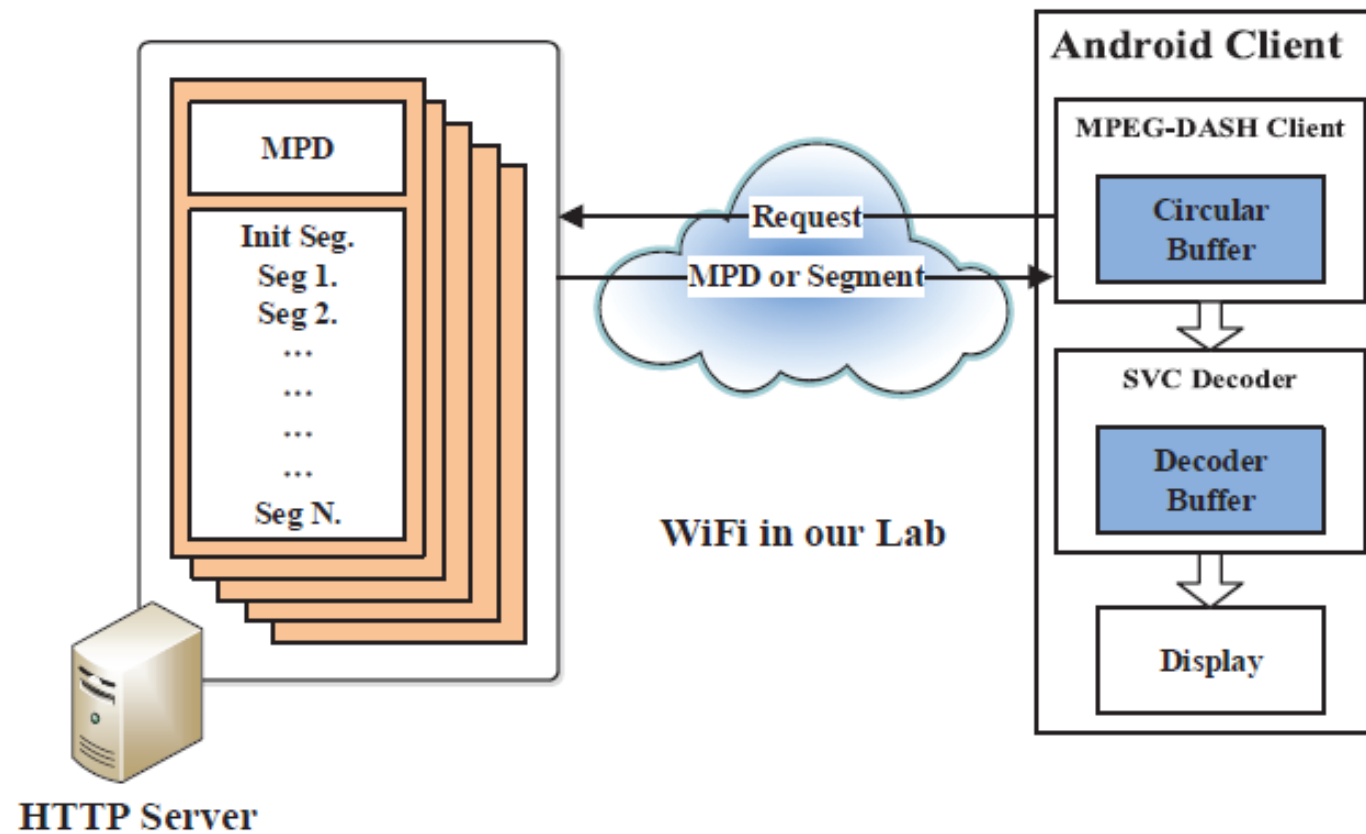 MPD
Init Seg.
Seg 1.
Seg 2.
...
...
...
...
Seg N.
HTTP Server
Request
MPD or Segment
WiFi in our Lab
Android Client
MPEG-DASH Client
Circular
Buffer
SVC Decoder
Decoder
Buffer
Display